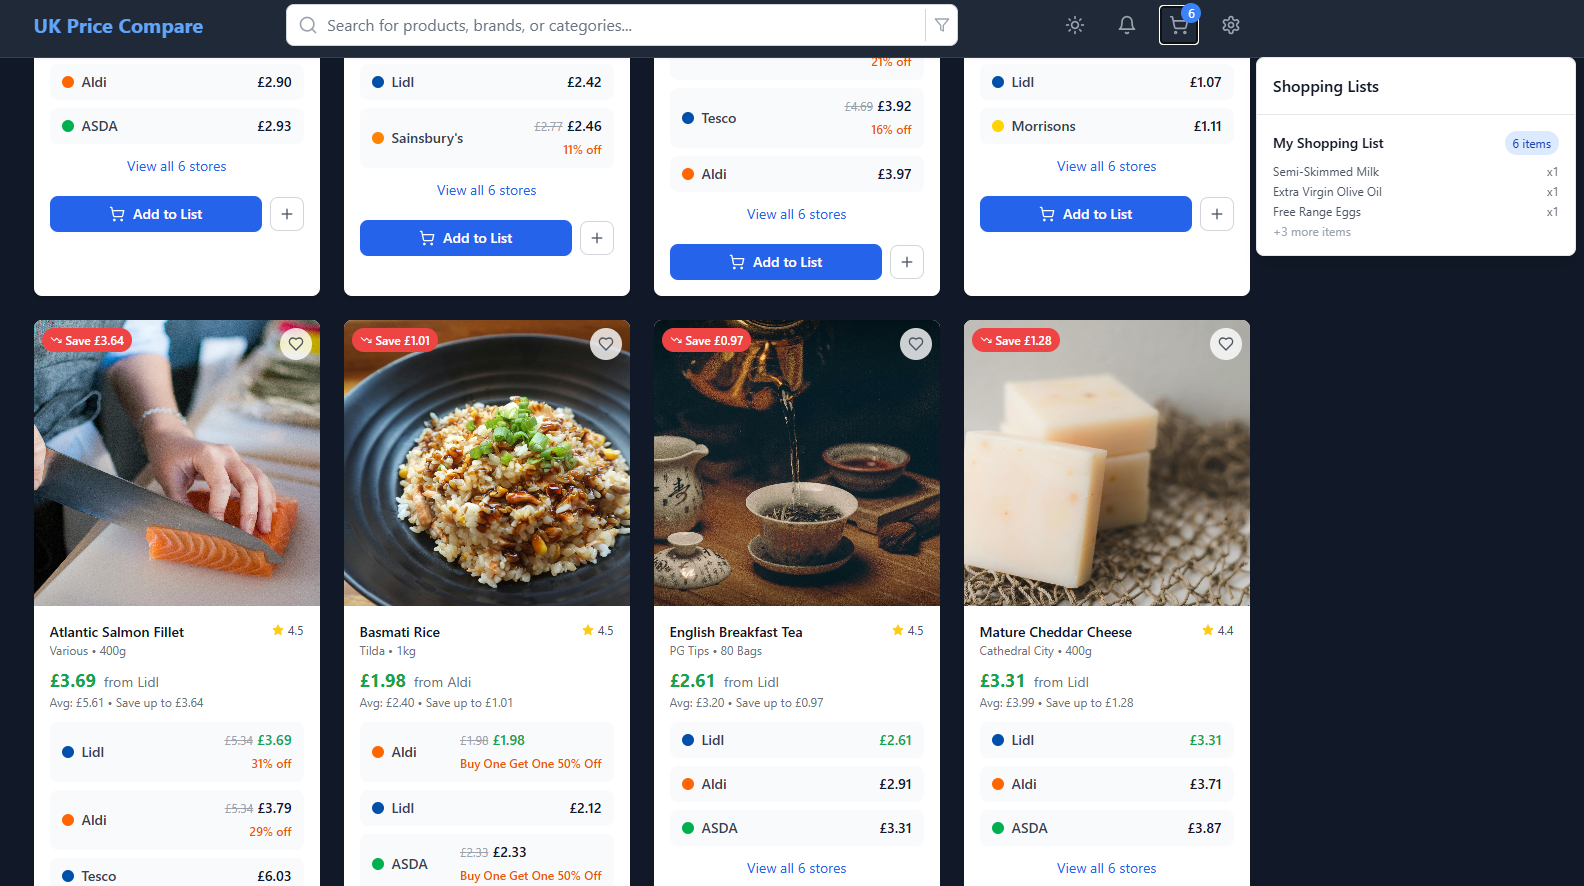 UK Price Compare
Search for products, brands, or categories...
6
Aldi £2.90
ASDA £2.93
View all 6 stores
Add to List
Lidl £2.42
Sainsbury's £2.77 £2.46
11% off
View all 6 stores
Add to List
21% off
Tesco £4.69 £3.92
16% off
Aldi £3.97
View all 6 stores
Add to List
Lidl £1.07
Morrisons £1.11
View all 6 stores
Add to List
Shopping Lists
My Shopping List 6 items
Semi-Skimmed Milk x1
Extra Virgin Olive Oil x1
Free Range Eggs x1
+3 more items
Save £3.64
Atlantic Salmon Fillet 4.5
Various • 400g
£3.69 from Lidl
Avg: £5.61 • Save up to £3.64
Lidl £5.34 £3.69
31% off
Aldi £5.34 £3.79
29% off
Tesco £6.03
Save £1.01
Basmati Rice 4.5
Tilda • 1kg
£1.98 from Aldi
Avg: £2.40 • Save up to £1.01
Aldi £1.98 £1.98
Buy One Get One 50% Off
Lidl £2.12
ASDA £2.33 £2.33
Buy One Get One 50% Off
Save £0.97
English Breakfast Tea 4.5
PG Tips • 80 Bags
£2.61 from Lidl
Avg: £3.20 • Save up to £0.97
Lidl £2.61
Aldi £2.91
ASDA £3.31
View all 6 stores
Save £1.28
Mature Cheddar Cheese 4.4
Cathedral City • 400g
£3.31 from Lidl
Avg: £3.99 • Save up to £1.28
Lidl £3.31
Aldi £3.71
ASDA £3.87
View all 6 stores